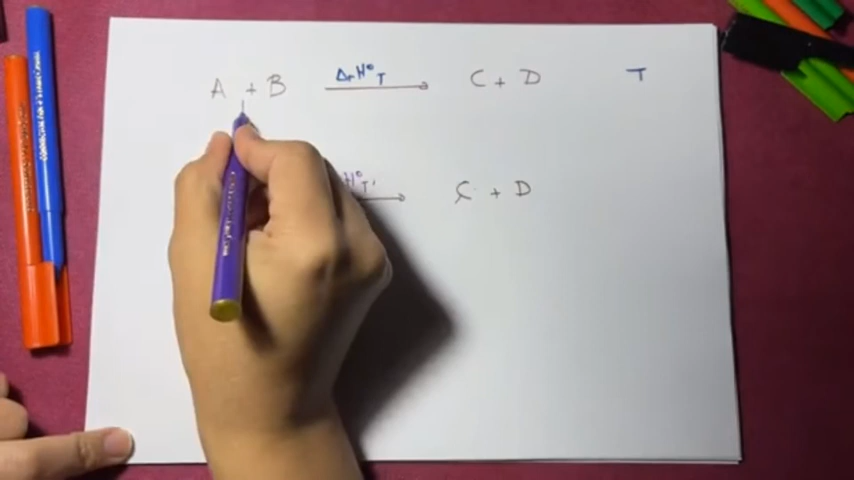 A + B ΔrH°T C + D T
H°T' C + D